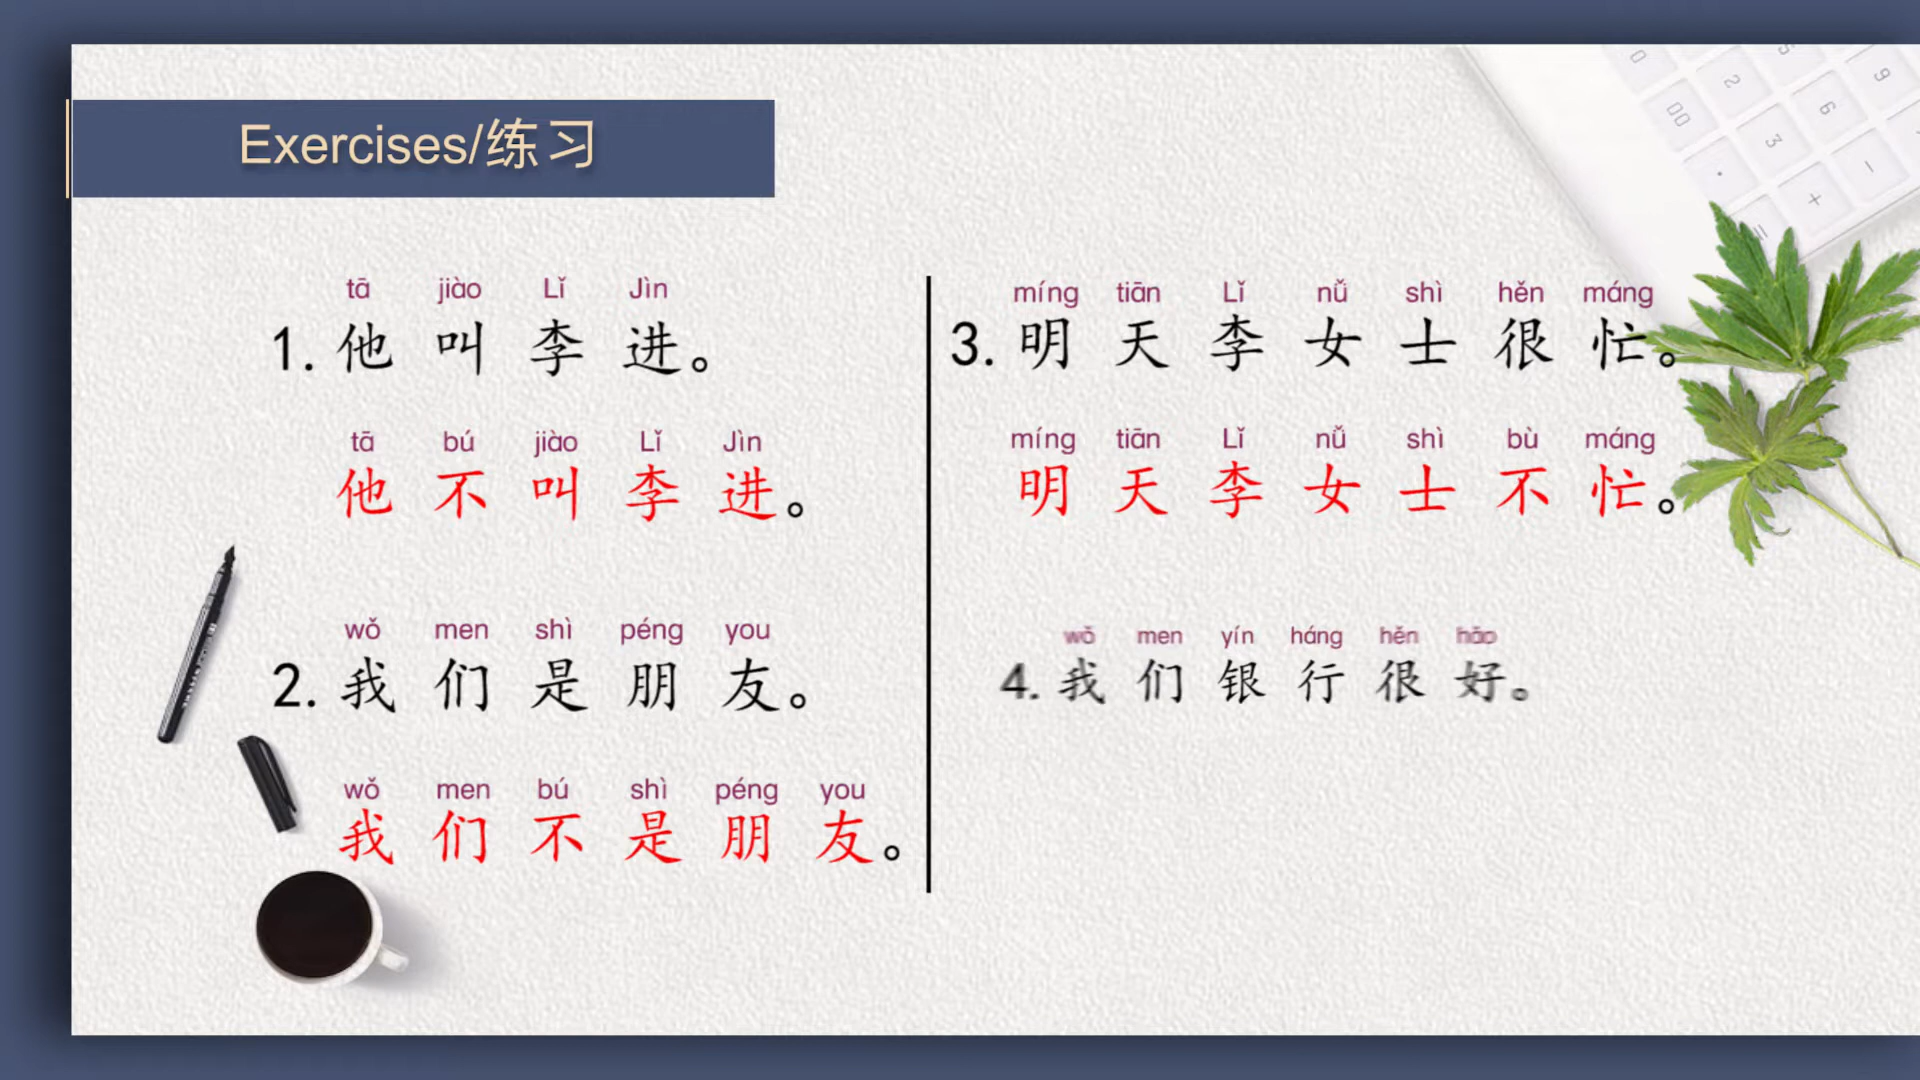 Exercises/练习
tā jiào Lǐ Jìn
1. 他叫李进。
tā bú jiào Lǐ Jìn
他不叫李进。
wǒ men shì péng you
2. 我们是朋友。
wǒ men bú shì péng you
我们不是朋友。
míng tiān Lǐ nǚ shì hěn máng
3. 明天李女士很忙。
míng tiān Lǐ nǚ shì bù máng
明天李女士不忙。
wǒ men yín háng hěn hǎo
4. 我们银行很好。